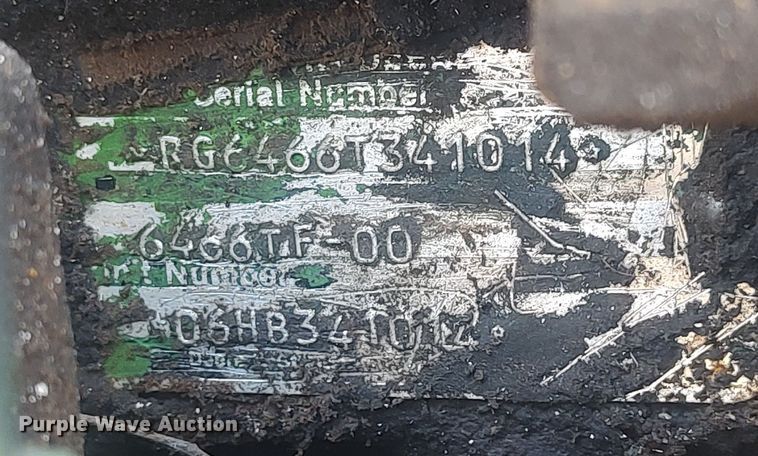 Serial Number
*RG6466T341014*
6466TF-00
Number
06HB341014*
Purple Wave Auction